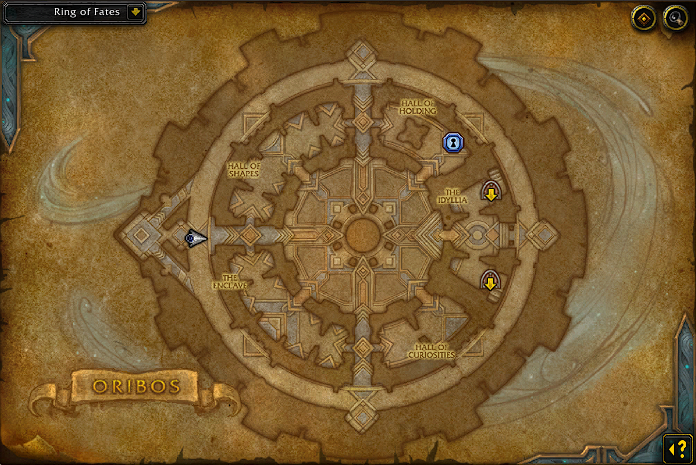 Ring of Fates
HALL OF
HOLDING
HALL OF
SHAPES
THE
IDYLLIA
THE
ENCLAVE
HALL OF
CURIOSITIES
ORIBOS
?